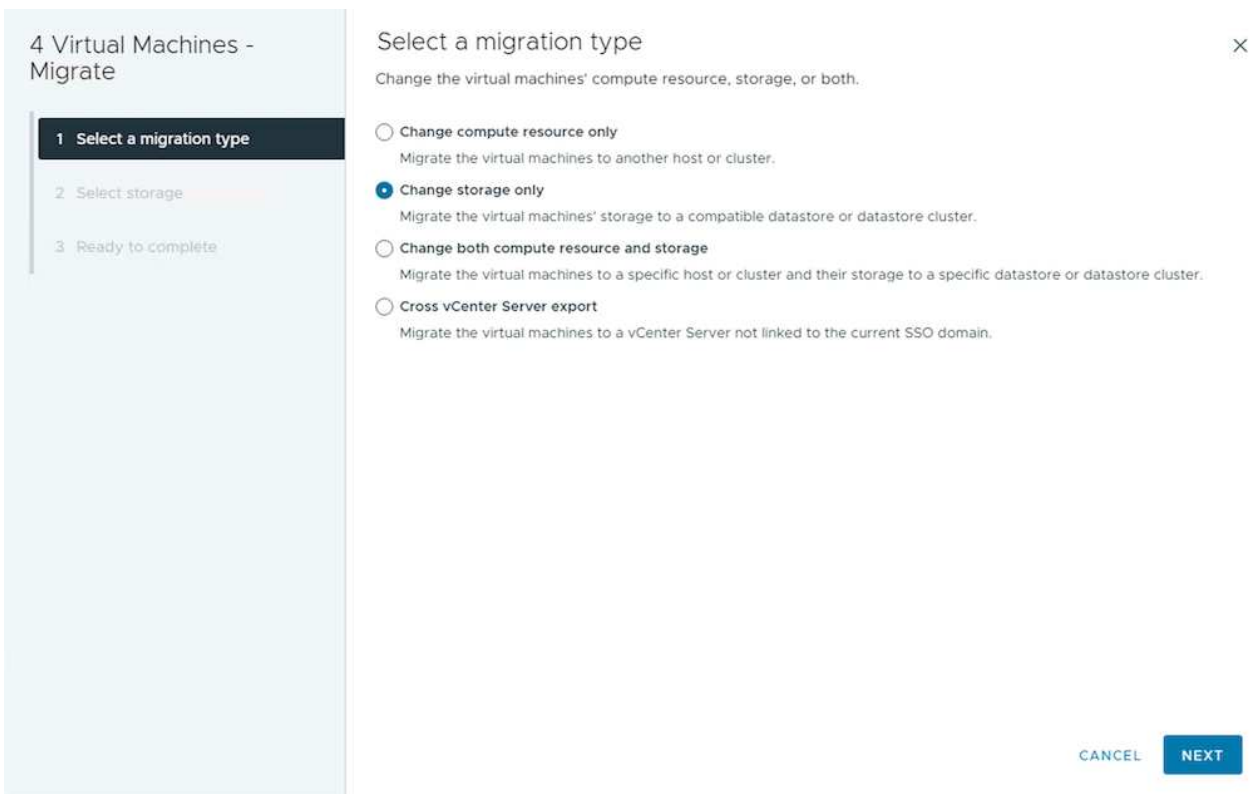 4 Virtual Machines -
Migrate
1 Select a migration type
2 Select storage
3 Ready to complete
Select a migration type
Change the virtual machines' compute resource, storage, or both.
Change compute resource only
Migrate the virtual machines to another host or cluster.
Change storage only
Migrate the virtual machines' storage to a compatible datastore or datastore cluster.
Change both compute resource and storage
Migrate the virtual machines to a specific host or cluster and their storage to a specific datastore or datastore cluster.
Cross vCenter Server export
Migrate the virtual machines to a vCenter Server not linked to the current SSO domain.
CANCEL NEXT